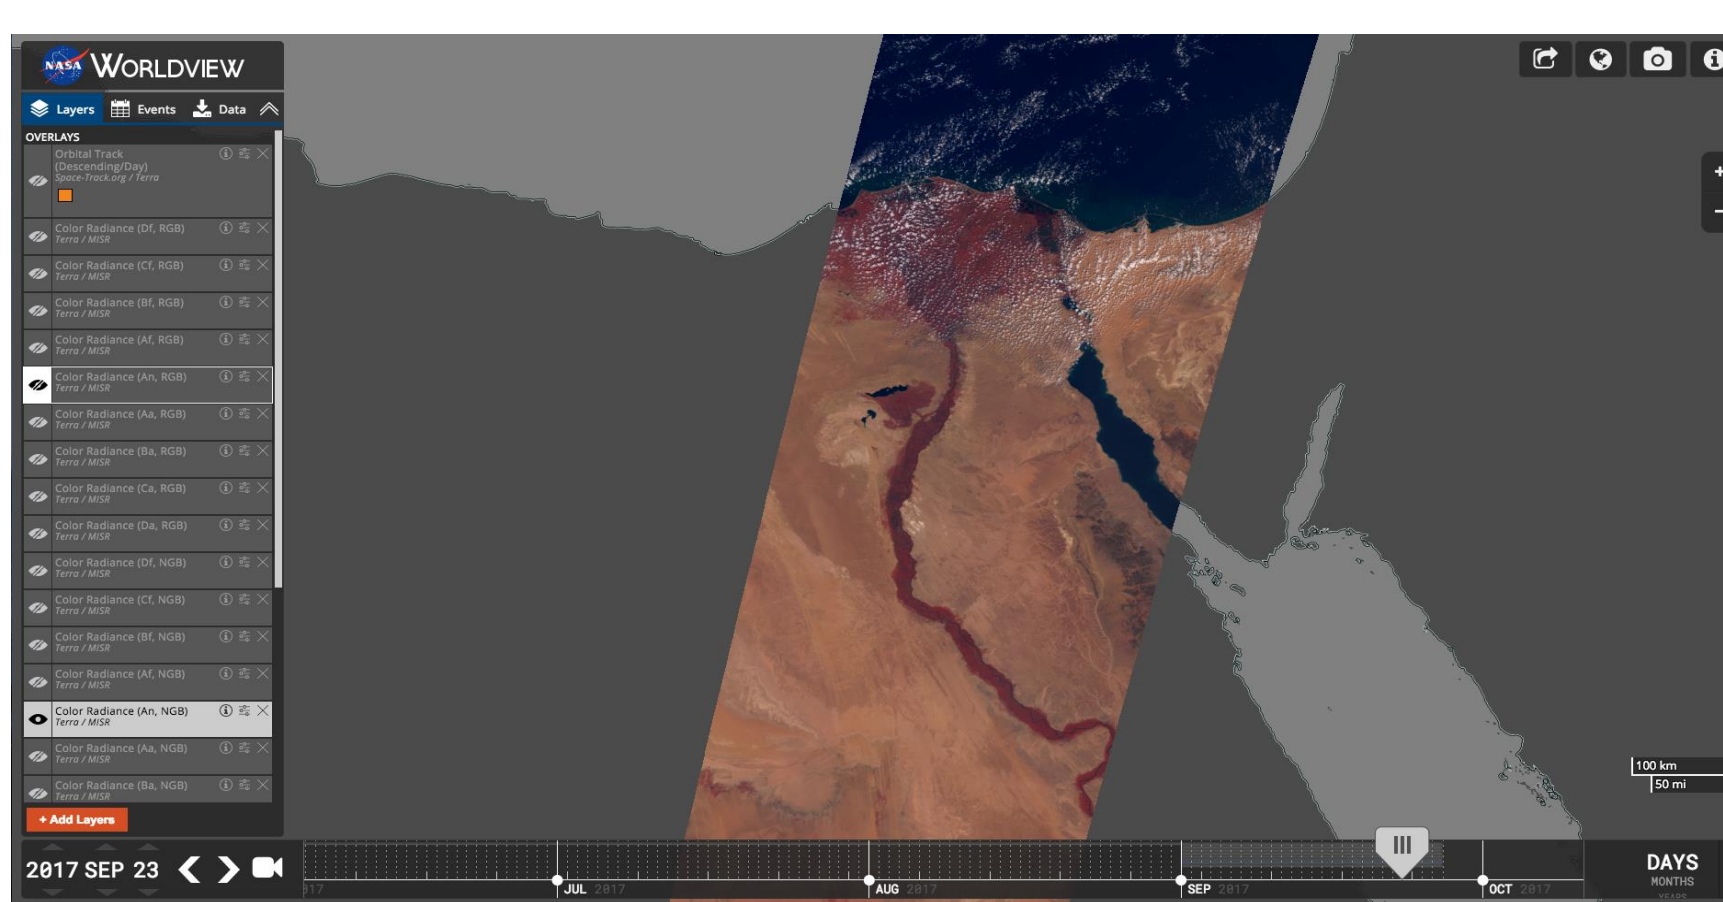 NASA WORLDVIEW
Layers Events Data
OVERLAYS
Orbital Track
(Descending/Day)
Space-Track.org / Terra
Color Radiance (Df, RGB)
Terra / MISR
Color Radiance (Cf, RGB)
Terra / MISR
Color Radiance (Bf, RGB)
Terra / MISR
Color Radiance (Af, RGB)
Terra / MISR
Color Radiance (An, RGB)
Terra / MISR
Color Radiance (Aa, RGB)
Terra / MISR
Color Radiance (Ba, RGB)
Terra / MISR
Color Radiance (Ca, RGB)
Terra / MISR
Color Radiance (Da, RGB)
Terra / MISR
Color Radiance (Df, NGB)
Terra / MISR
Color Radiance (Cf, NGB)
Terra / MISR
Color Radiance (Bf, NGB)
Terra / MISR
Color Radiance (Af, NGB)
Terra / MISR
Color Radiance (An, NGB)
Terra / MISR
Color Radiance (Aa, NGB)
Terra / MISR
Color Radiance (Ba, NGB)
Terra / MISR
+ Add Layers
100 km
50 mi
2017 SEP 23
JUL 2017 AUG 2017 SEP 2017 OCT 2017
DAYS
MONTHS
YEARS